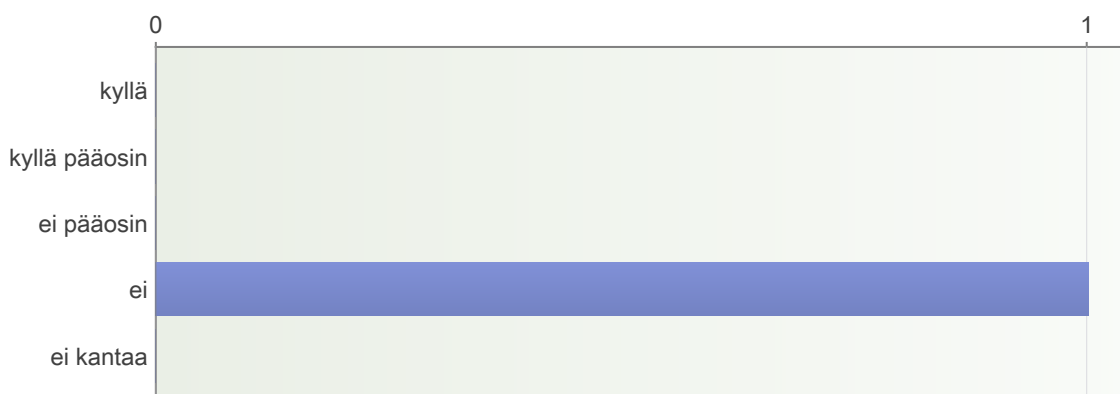 0 1
kyllä
kyllä pääosin
ei pääosin
ei
ei kantaa